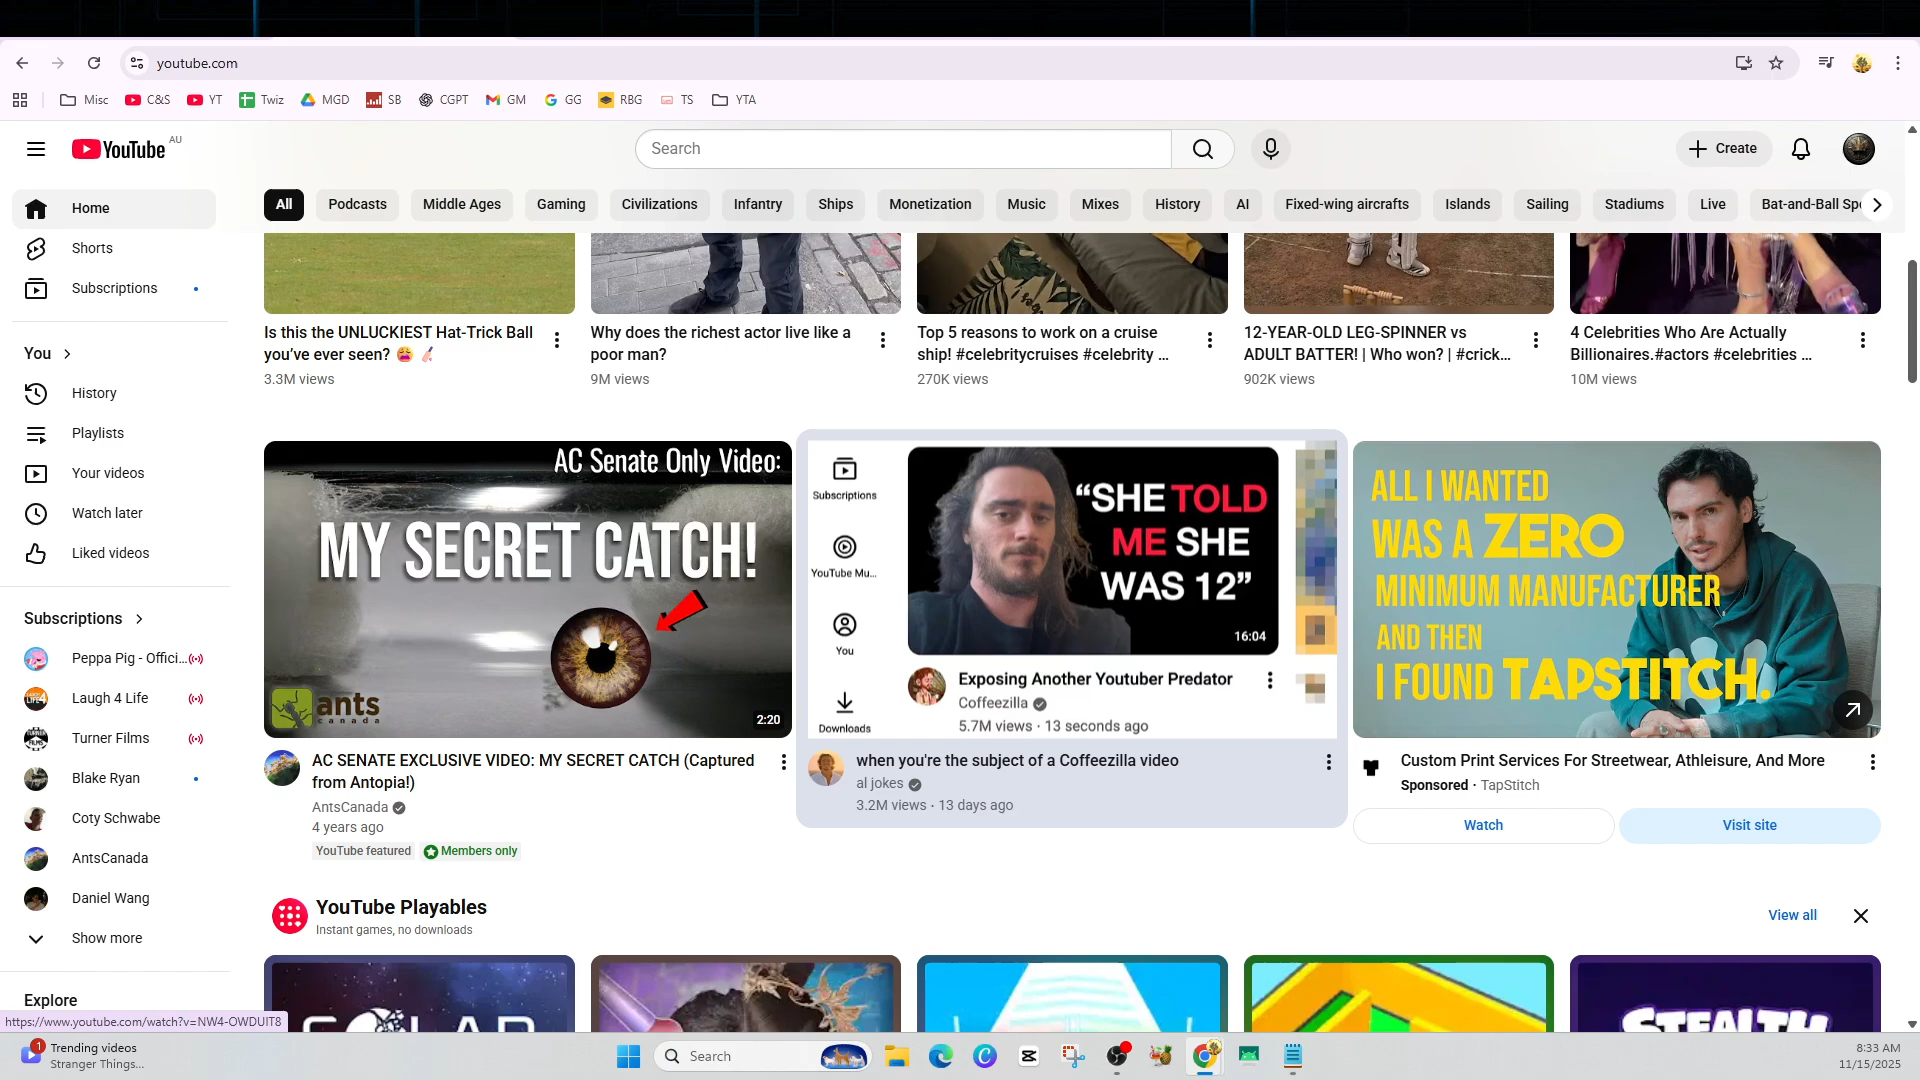 youtube.com
Misc
C&S
YT
Twiz
MGD
SB
CGPT
GM
GG
RBG
TS
YTA
YouTube AU
Search
Create
Home
Shorts
Subscriptions
You
History
Playlists
Your videos
Watch later
Liked videos
Subscriptions
Peppa Pig - Offici...
Laugh 4 Life
Turner Films
Blake Ryan
Coty Schwabe
AntsCanada
Daniel Wang
Show more
Explore
https://www.youtube.com/watch?v=NW4-OWDUIT8
All
Podcasts
Middle Ages
Gaming
Civilizations
Infantry
Ships
Monetization
Music
Mixes
History
AI
Fixed-wing aircrafts
Islands
Sailing
Stadiums
Live
Bat-and-Ball Spo
Is this the UNLUCKIEST Hat-Trick Ball
you've ever seen? 😩 🏏
3.3M views
Why does the richest actor live like a
poor man?
9M views
Top 5 reasons to work on a cruise
ship! #celebritycruises #celebrity ...
270K views
12-YEAR-OLD LEG-SPINNER vs
ADULT BATTER! | Who won? | #crick...
902K views
4 Celebrities Who Are Actually
Billionaires.#actors #celebrities ...
10M views
AC Senate Only Video:
MY SECRET CATCH!
ants
canada
2:20
AC SENATE EXCLUSIVE VIDEO: MY SECRET CATCH (Captured
from Antopia!)
AntsCanada
4 years ago
YouTube featured
Members only
Subscriptions
YouTube Mu...
You
Downloads
"SHE TOLD
ME SHE
WAS 12"
16:04
Exposing Another Youtuber Predator
Coffeezilla
5.7M views · 13 seconds ago
when you're the subject of a Coffeezilla video
al jokes
3.2M views · 13 days ago
ALL I WANTED
WAS A ZERO
MINIMUM MANUFACTURER
AND THEN
I FOUND TAPSTITCH.
Custom Print Services For Streetwear, Athleisure, And More
Sponsored · TapStitch
Watch
Visit site
YouTube Playables
Instant games, no downloads
View all
STEALTH
1
Trending videos
Stranger Things...
Search
8:33 AM
11/15/2025